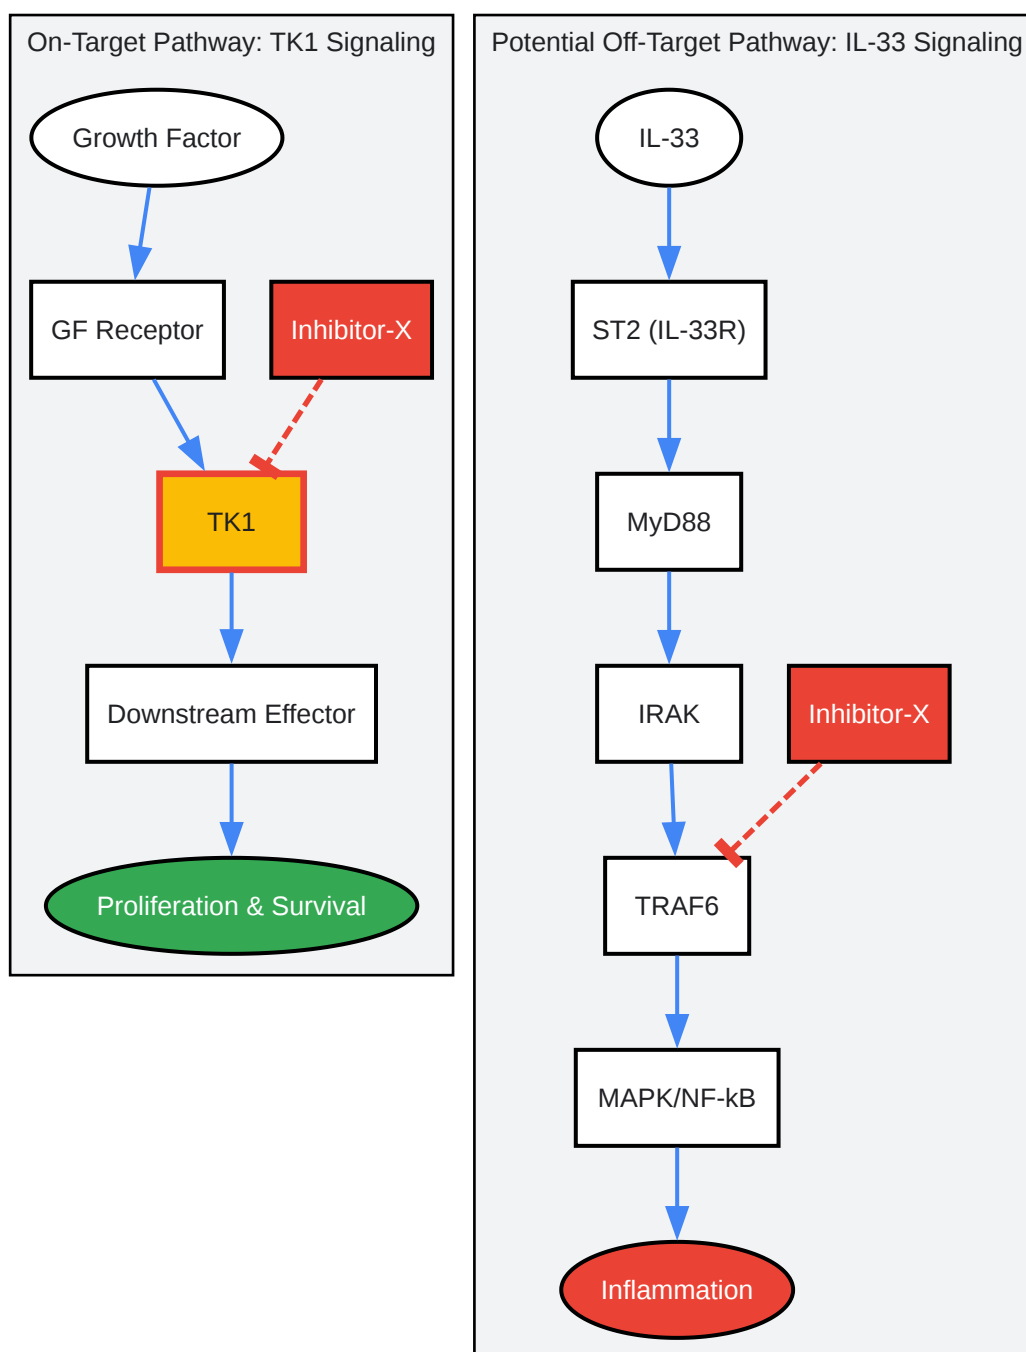 On-Target Pathway: TK1 Signaling
Growth Factor
GF Receptor
Inhibitor-X
TK1
Downstream Effector
Proliferation & Survival
Potential Off-Target Pathway: IL-33 Signaling
IL-33
ST2 (IL-33R)
MyD88
IRAK
Inhibitor-X
TRAF6
MAPK/NF-kB
Inflammation